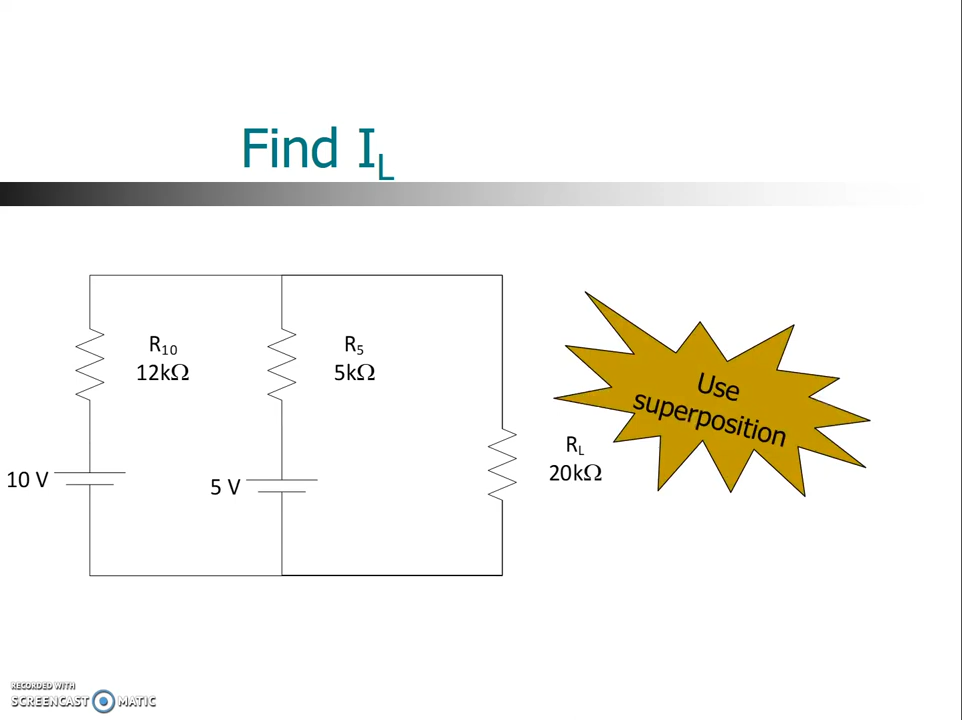 Find I_L
R₁₀
12kΩ
R₅
5kΩ
Use
superposition
R_L
20kΩ
10 V
5 V
RECORDED WITH
SCREENCAST MATIC